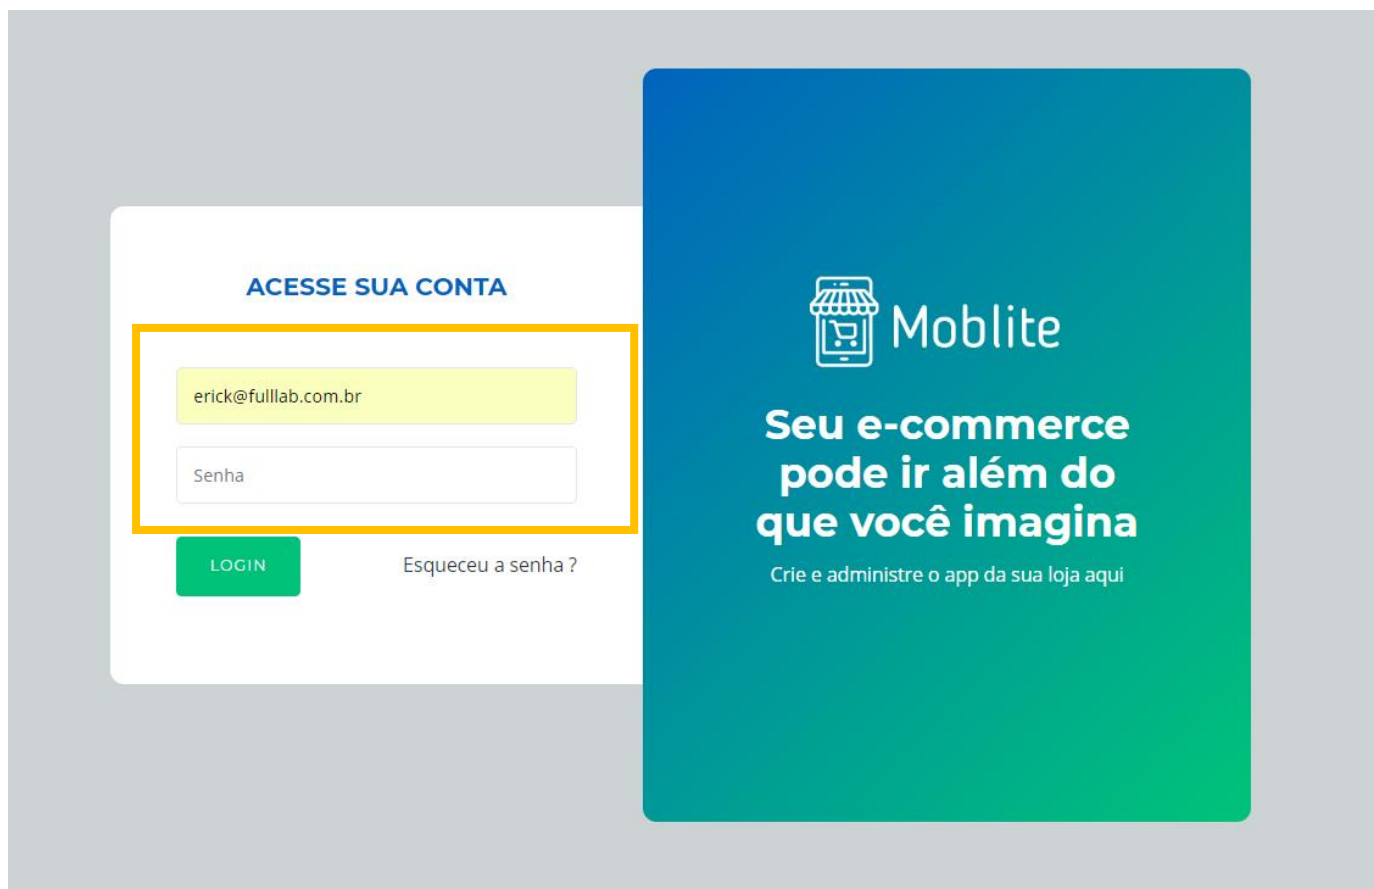 ACESSE SUA CONTA
erick@fulllab.com.br
Senha
LOGIN
Esqueceu a senha ?
Moblite
Seu e-commerce
pode ir além do
que você imagina
Crie e administre o app da sua loja aqui